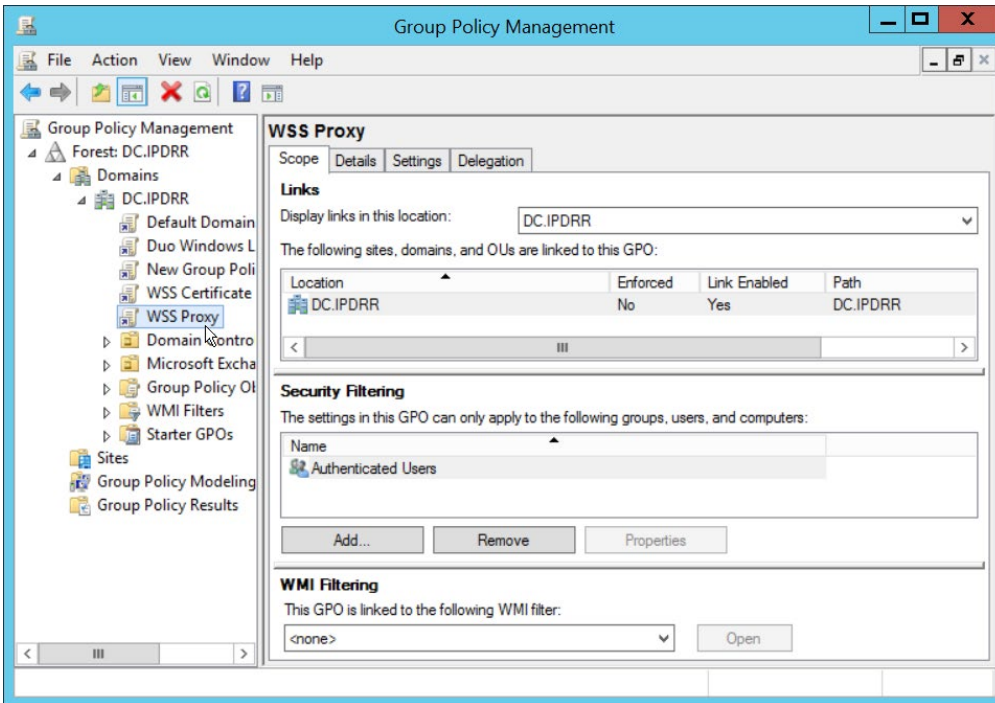 Group Policy Management
File Action View Window Help
Group Policy Management
Forest: DC.IPDRR
Domains
DC.IPDRR
Default Domain
Duo Windows L
New Group Poli
WSS Certificate
WSS Proxy
Domain Contro
Microsoft Excha
Group Policy Ob
WMI Filters
Starter GPOs
Sites
Group Policy Modeling
Group Policy Results
WSS Proxy
Scope Details Settings Delegation
Links
Display links in this location: DC.IPDRR
The following sites, domains, and OUs are linked to this GPO:
Location Enforced Link Enabled Path
DC.IPDRR No Yes DC.IPDRR
Security Filtering
The settings in this GPO can only apply to the following groups, users, and computers:
Name
Authenticated Users
Add... Remove Properties
WMI Filtering
This GPO is linked to the following WMI filter:
<none> Open